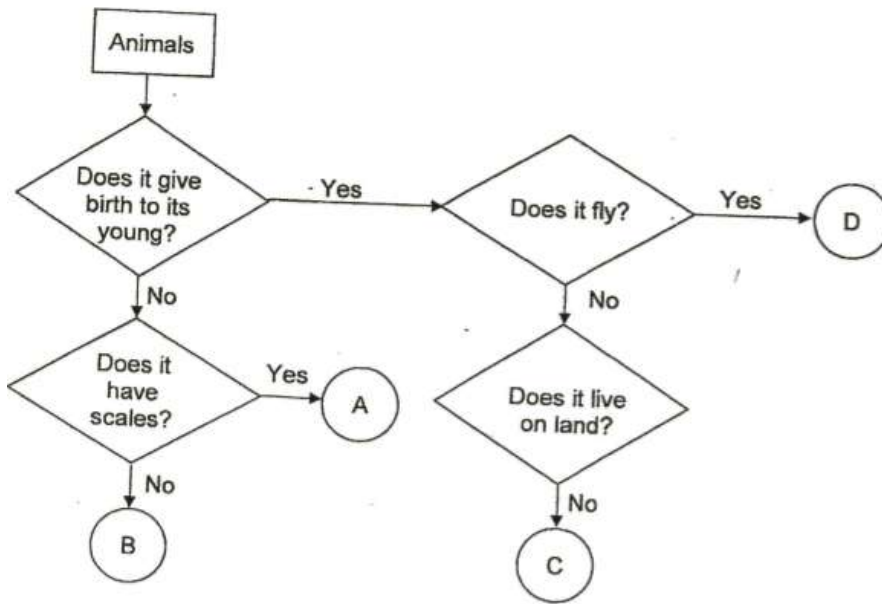 Animals
Does it give
birth to its
young?
Yes
Does it fly?
Yes
D
No
No
Does it
have
scales?
Yes
A
Does it live
on land?
No
No
B
C